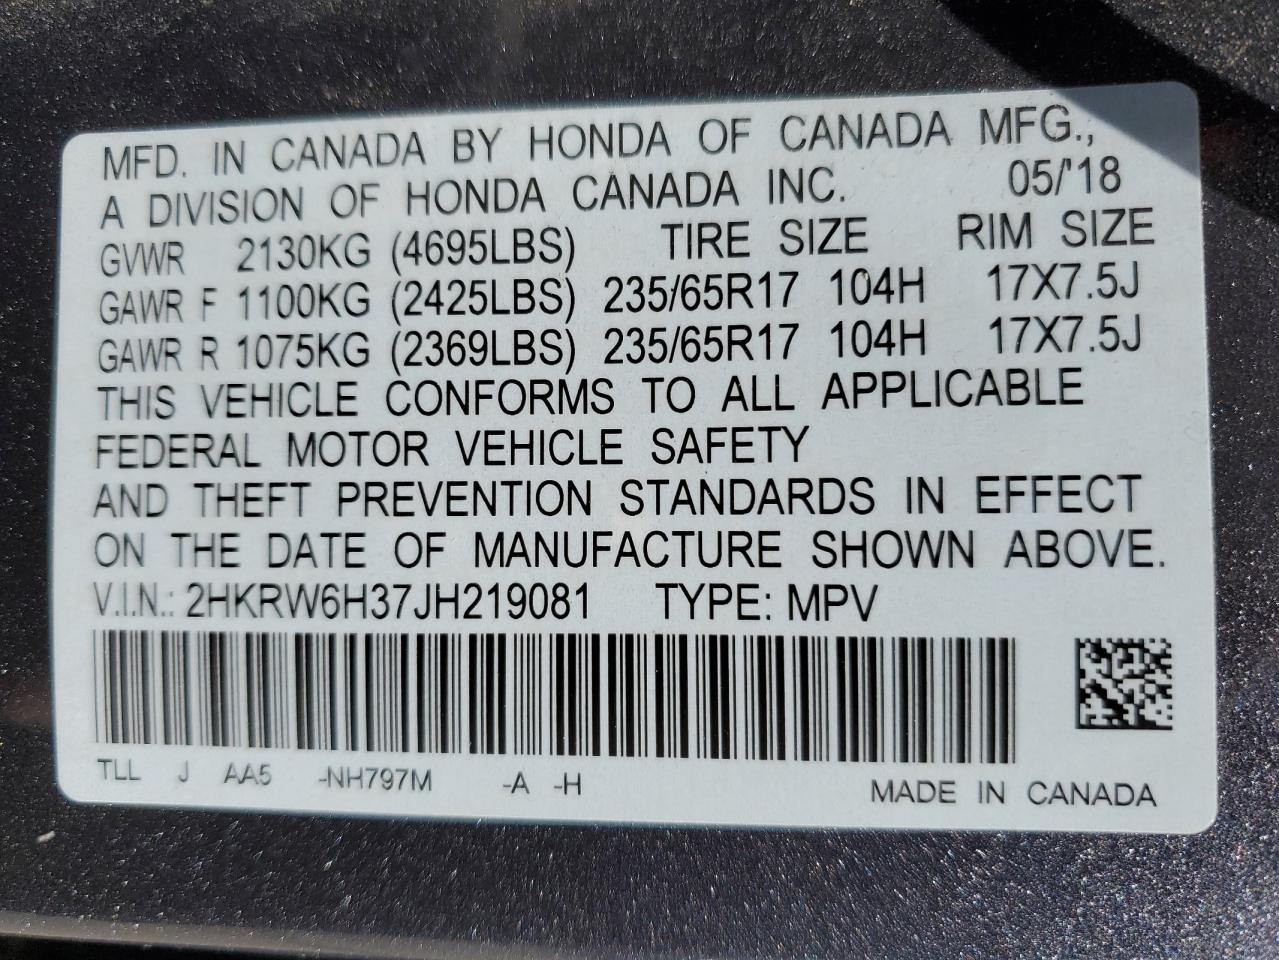 MFD. IN CANADA BY HONDA OF CANADA MFG.,
A DIVISION OF HONDA CANADA INC. 05/'18
GVWR 2130KG (4695LBS) TIRE SIZE RIM SIZE
GAWR F 1100KG (2425LBS) 235/65R17 104H 17X7.5J
GAWR R 1075KG (2369LBS) 235/65R17 104H 17X7.5J
THIS VEHICLE CONFORMS TO ALL APPLICABLE
FEDERAL MOTOR VEHICLE SAFETY
AND THEFT PREVENTION STANDARDS IN EFFECT
ON THE DATE OF MANUFACTURE SHOWN ABOVE.
V.I.N.: 2HKRW6H37JH219081 TYPE: MPV
TLL J AA5 -NH797M -A -H MADE IN CANADA